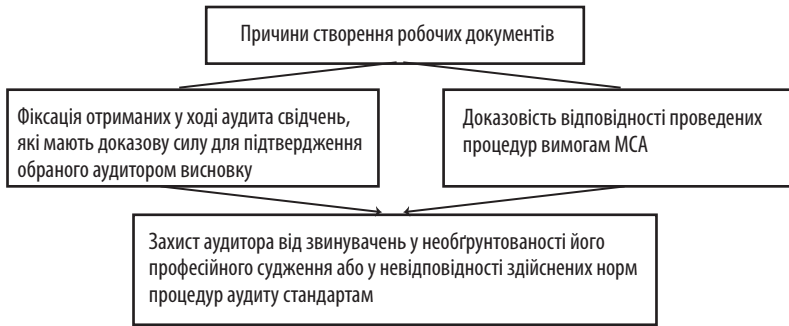 Причини створення робочих документів
Фіксація отриманих у ході аудита свідчень,
які мають доказову силу для підтвердження
обраного аудитором висновку
Доказовість відповідності проведених
процедур вимогам МСА
Захист аудитора від звинувачень у необґрунтованості його
професійного судження або у невідповідності здійснених норм
процедур аудиту стандартам